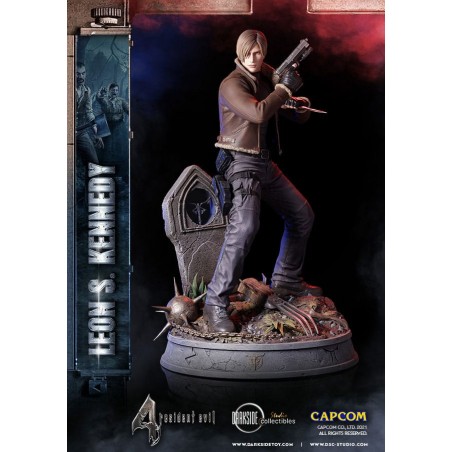 LEON S. KENNEDY
4
resident evil
DARKSIDE
Studio
collectibles
CAPCOM
CAPCOM CO., LTD. 2021
ALL RIGHTS RESERVED.
WWW.DARKSIDETOY.COM | WWW.DSC-STUDIO.COM